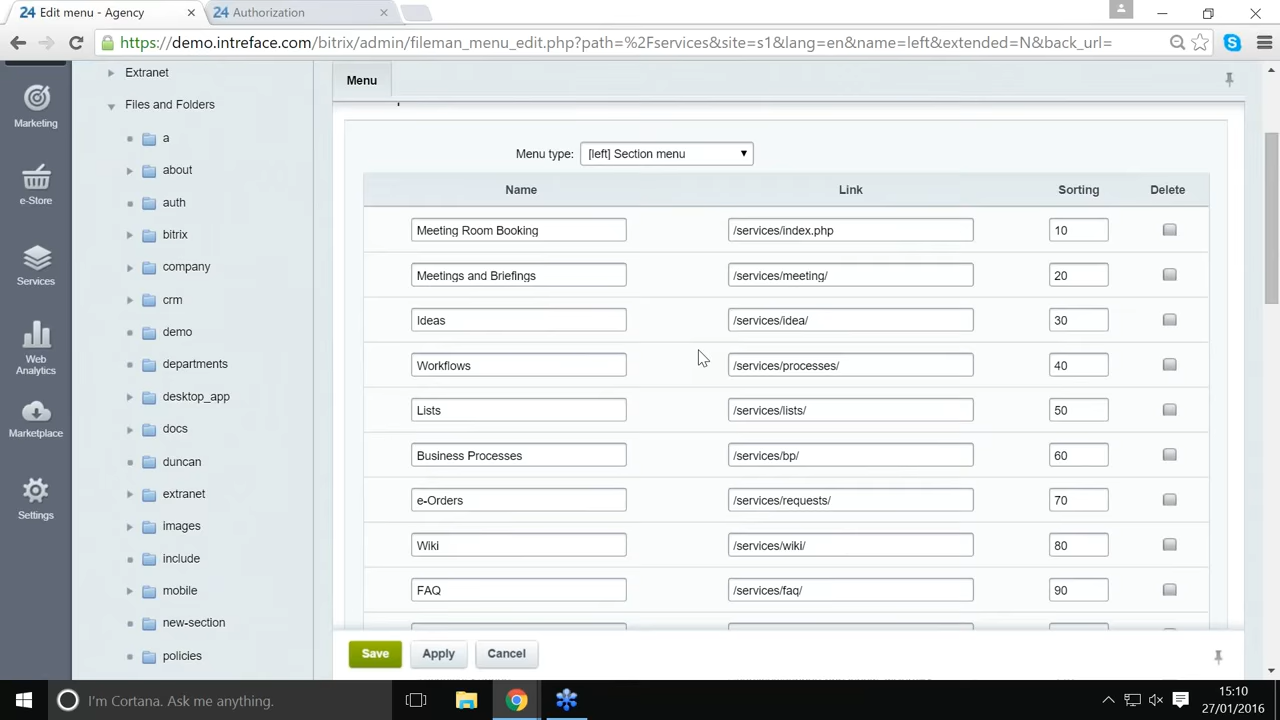 24 Edit menu - Agency
24 Authorization
https://demo.intreface.com/bitrix/admin/fileman_menu_edit.php?path=%2Fservices&site=s1&lang=en&name=left&extended=N&back_url=
Marketing
e-Store
Services
Web
Analytics
Marketplace
Settings
Extranet
Files and Folders
a
about
auth
bitrix
company
crm
demo
departments
desktop_app
docs
duncan
extranet
images
include
mobile
new-section
policies
Menu
Menu type: [left] Section menu
Name Link Sorting Delete
Meeting Room Booking /services/index.php 10
Meetings and Briefings /services/meeting/ 20
Ideas /services/idea/ 30
Workflows /services/processes/ 40
Lists /services/lists/ 50
Business Processes /services/bp/ 60
e-Orders /services/requests/ 70
Wiki /services/wiki/ 80
FAQ /services/faq/ 90
Save Apply Cancel
I'm Cortana. Ask me anything.
15:10
27/01/2016